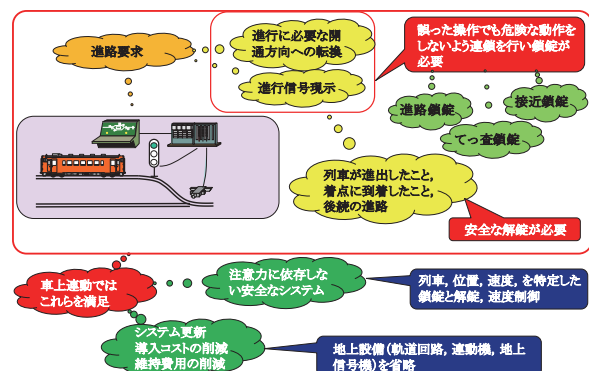 進路要求
進行に必要な開
通方向への転換
進行信号現示
誤った操作でも危険な動作を
しないよう連鎖を行い鎖錠が
必要
進路鎖錠
接近鎖錠
てっ査鎖錠
列車が進出したこと,
着点に到着したこと,
後続の進路
安全な解錠が必要
車上連動では
これらを満足
注意力に依存しな
い安全なシステム
列車, 位置, 速度, を特定した
鎖錠と解錠, 速度制御
システム更新
導入コストの削減
維持費用の削減
地上設備(軌道回路, 連動機, 地上
信号機)を省略